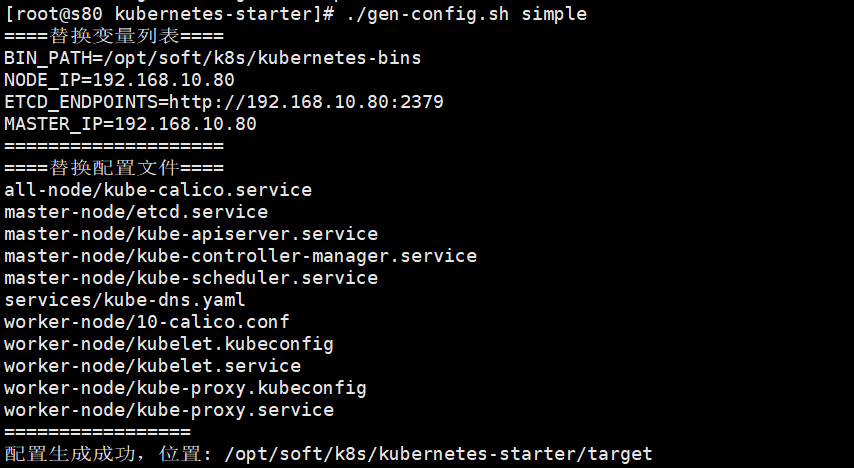 [root@s80 kubernetes-starter]# ./gen-config.sh simple
====替换变量列表====
BIN_PATH=/opt/soft/k8s/kubernetes-bins
NODE_IP=192.168.10.80
ETCD_ENDPOINTS=http://192.168.10.80:2379
MASTER_IP=192.168.10.80
====================
====替换配置文件====
all-node/kube-calico.service
master-node/etcd.service
master-node/kube-apiserver.service
master-node/kube-controller-manager.service
master-node/kube-scheduler.service
services/kube-dns.yaml
worker-node/10-calico.conf
worker-node/kubelet.kubeconfig
worker-node/kubelet.service
worker-node/kube-proxy.kubeconfig
worker-node/kube-proxy.service
=================
配置生成成功，位置: /opt/soft/k8s/kubernetes-starter/target